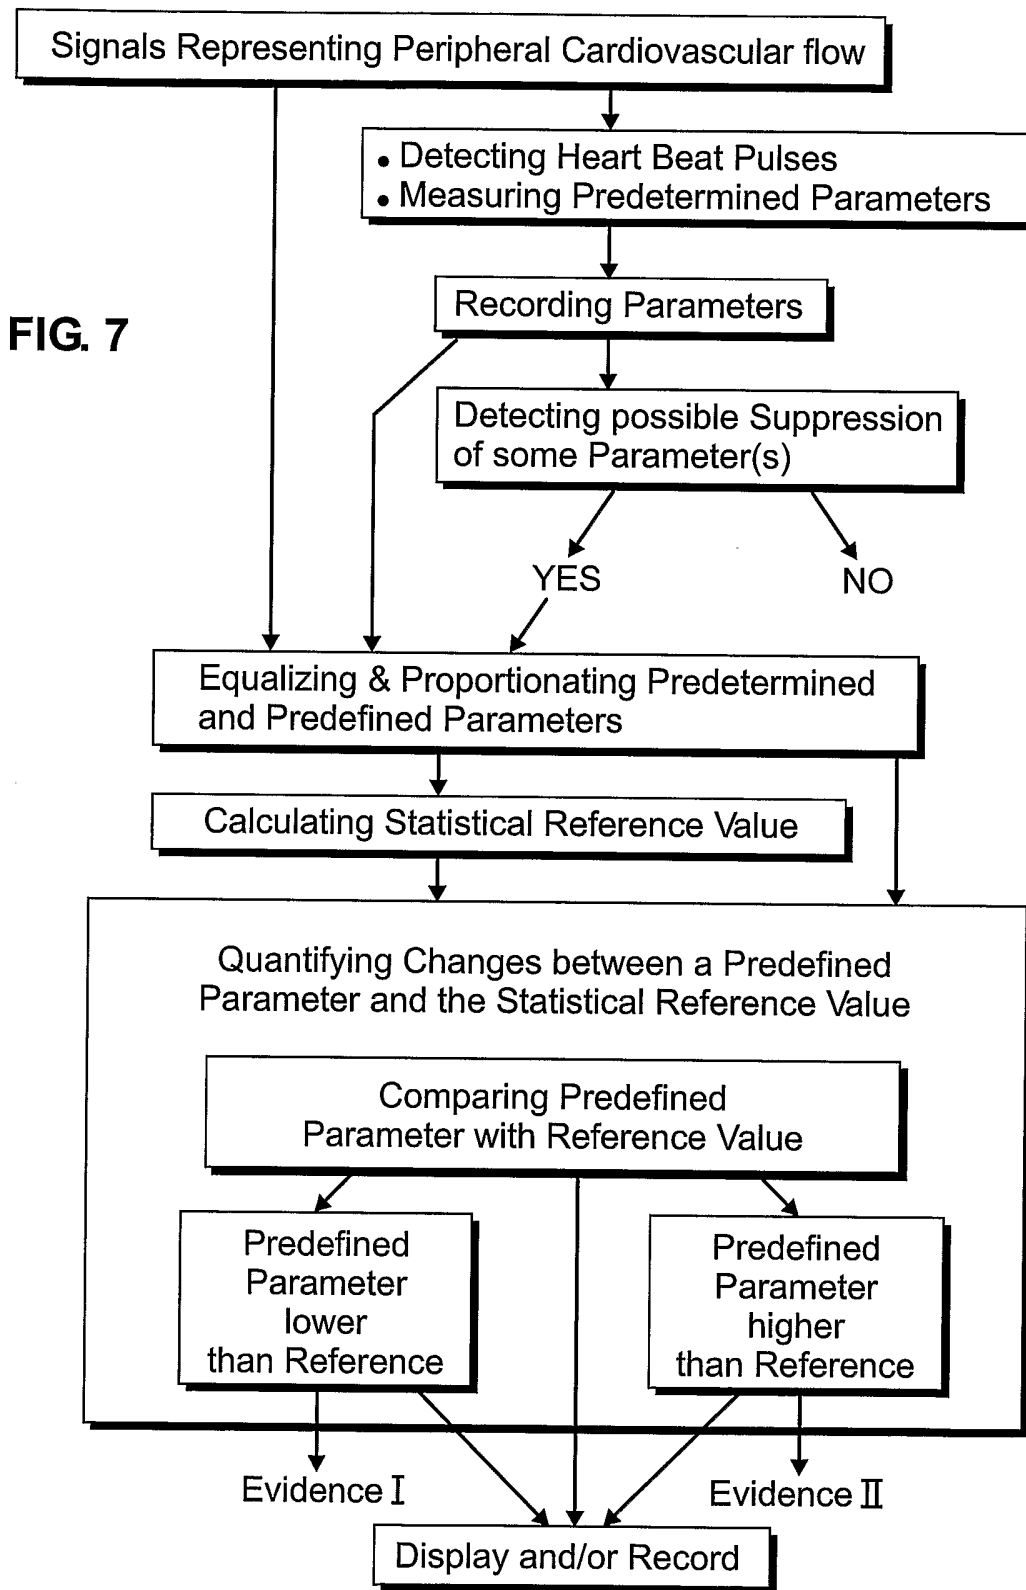 Signals Representing Peripheral Cardiovascular flow
• Detecting Heart Beat Pulses
• Measuring Predetermined Parameters
Recording Parameters
FIG. 7
Detecting possible Suppression
of some Parameter(s)
YES
NO
Equalizing & Proportionating Predetermined
and Predefined Parameters
Calculating Statistical Reference Value
Quantifying Changes between a Predefined
Parameter and the Statistical Reference Value
Comparing Predefined
Parameter with Reference Value
Predefined
Parameter
lower
than Reference
Predefined
Parameter
higher
than Reference
Evidence I
Evidence II
Display and/or Record